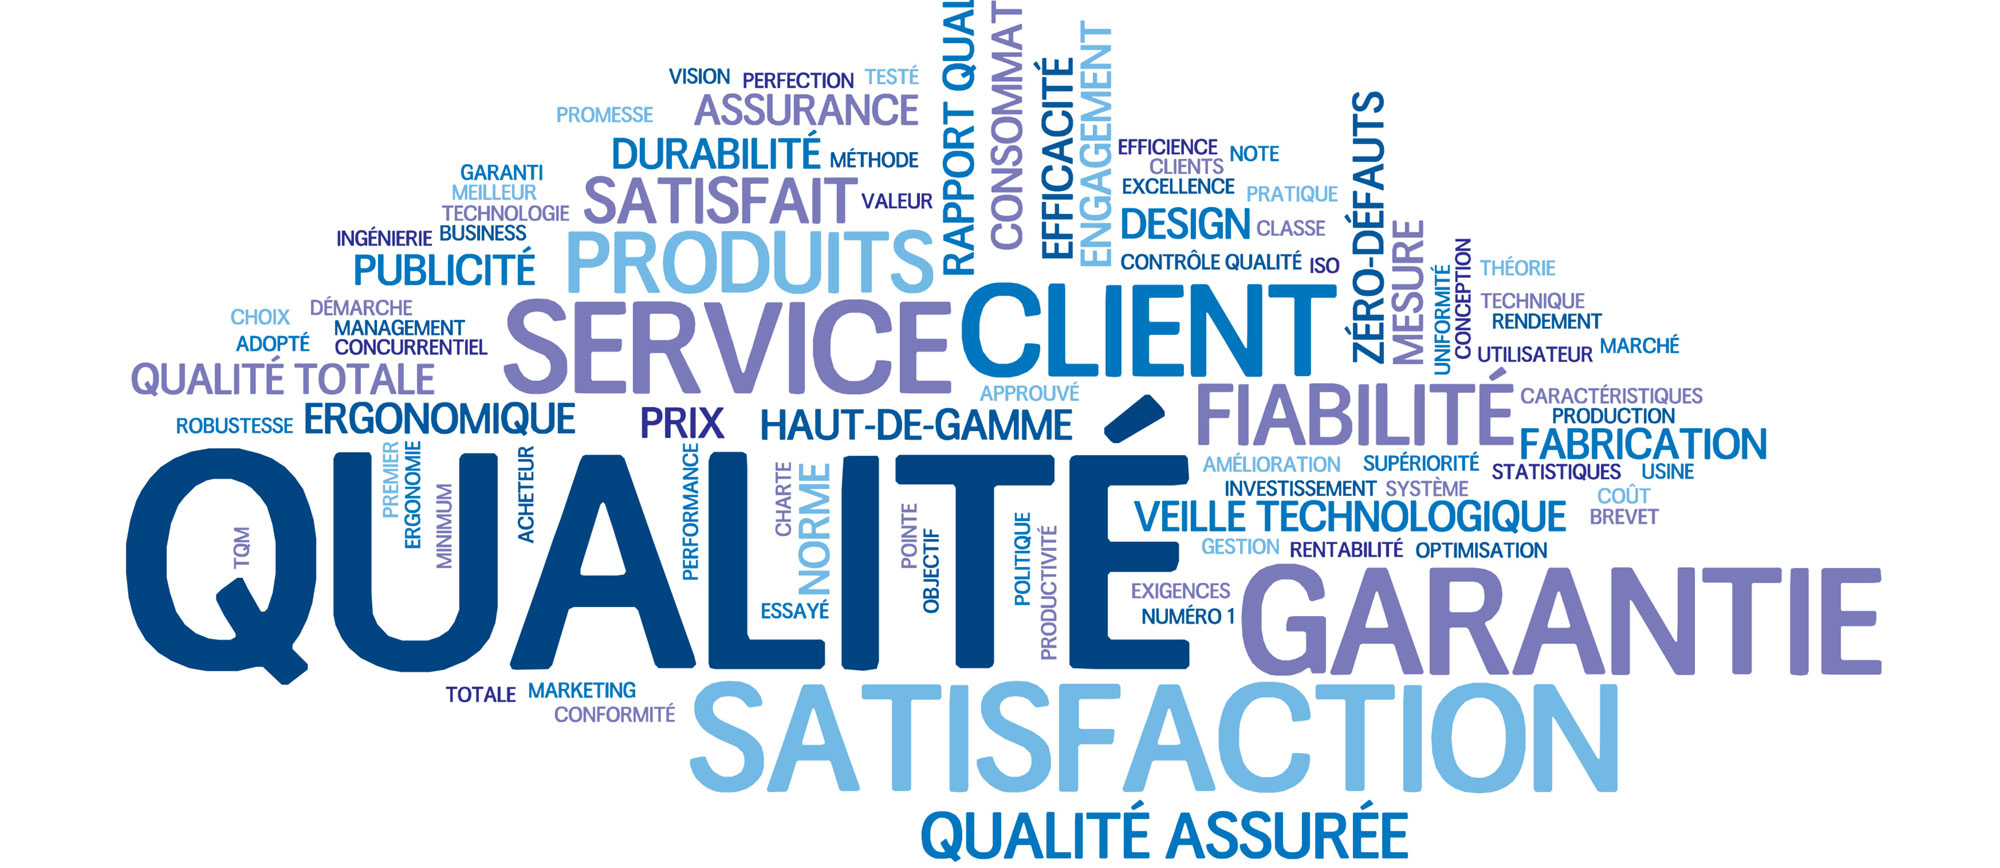 RAPPORT QUAL
CONSOMMAT
EFFICACITÉ
ENGAGEMENT
VISION
PERFECTION
TESTÉ
PROMESSE
ASSURANCE
DURABILITÉ
MÉTHODE
GARANTI
MEILLEUR
TECHNOLOGIE
SATISFAIT
VALEUR
INGÉNIERIE
BUSINESS
PUBLICITÉ
PRODUITS
EFFICIENCE
NOTE
CLIENTS
EXCELLENCE
PRATIQUE
DESIGN
CLASSE
CONTRÔLE QUALITÉ
ISO
ZÉRO-DÉFAUTS
MESURE
UNIFORMITÉ
CONCEPTION
THÉORIE
TECHNIQUE
RENDEMENT
UTILISATEUR
MARCHÉ
CHOIX
DÉMARCHE
MANAGEMENT
ADOPTÉ
CONCURRENTIEL
SERVICE
CLIENT
QUALITÉ TOTALE
APPROUVÉ
FIABILITÉ
CARACTÉRISTIQUES
PRODUCTION
ROBUSTESSE
ERGONOMIQUE
PRIX
HAUT-DE-GAMME
FABRICATION
QUALITÉ
PREMIER
ERGONOMIE
MINIMUM
ACHETEUR
TQM
PERFORMANCE
CHARTE
NORME
ESSAYÉ
POINTE
OBJECTIF
POLITIQUE
PRODUCTIVITÉ
AMÉLIORATION
SUPÉRIORITÉ
STATISTIQUES
USINE
INVESTISSEMENT
SYSTÈME
COÛT
VEILLE TECHNOLOGIQUE
BREVET
GESTION
RENTABILITÉ
OPTIMISATION
EXIGENCES
NUMÉRO 1
GARANTIE
TOTALE
MARKETING
CONFORMITÉ
SATISFACTION
QUALITÉ ASSURÉE